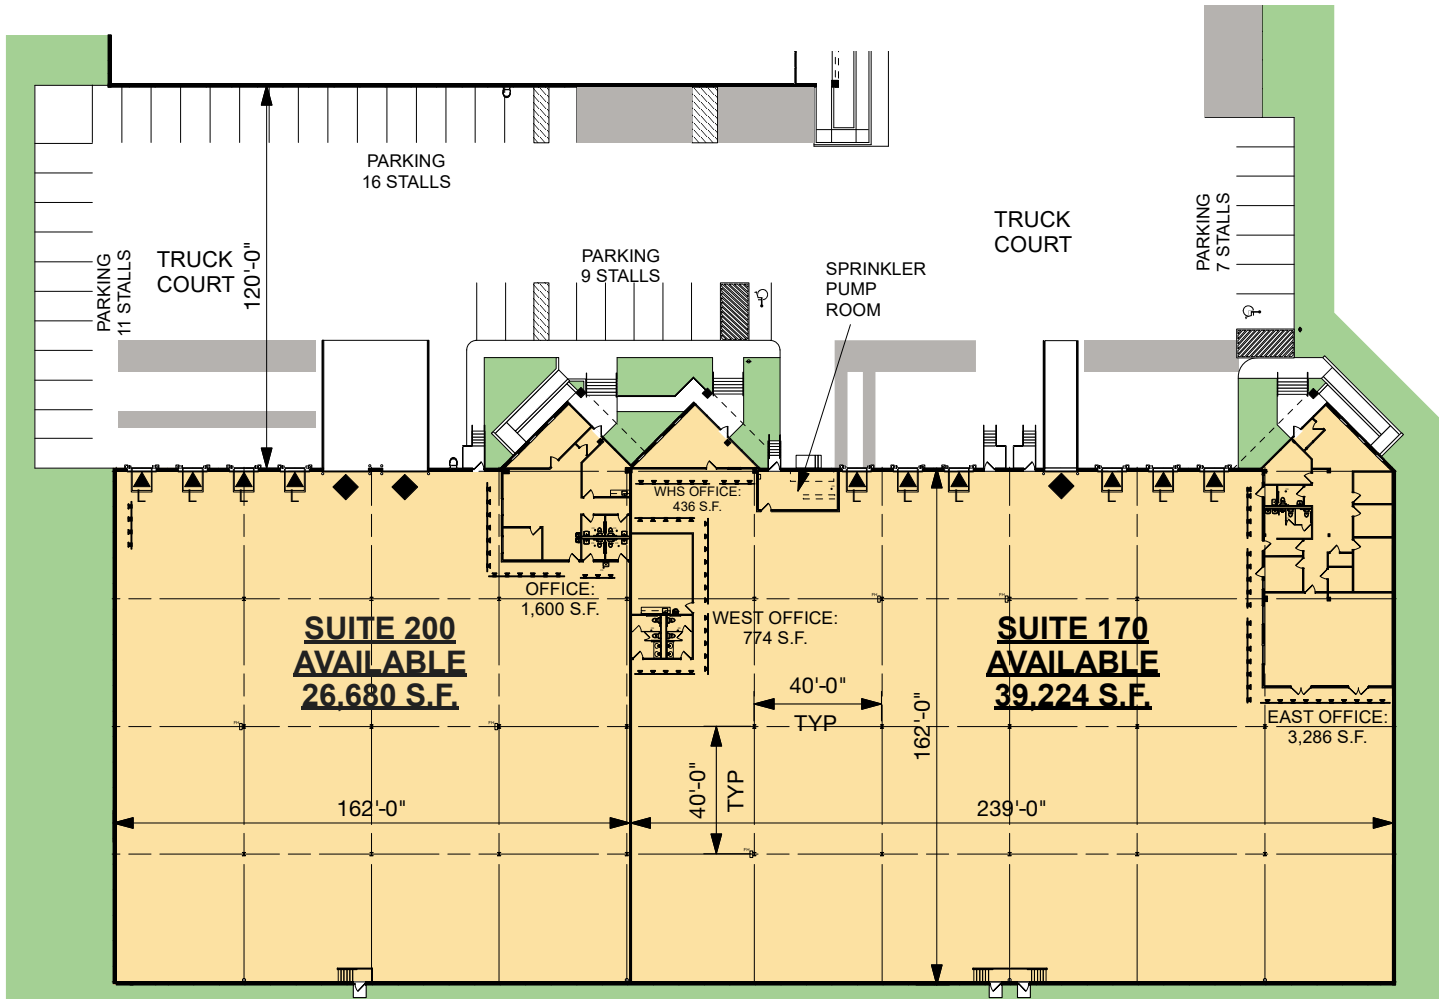 PARKING
16 STALLS
TRUCK
COURT
120'-0"
PARKING
11 STALLS
PARKING
9 STALLS
SPRINKLER
PUMP
ROOM
TRUCK
COURT
PARKING
7 STALLS
L
L
L
L
L
L
L
L
L
L
WHS OFFICE:
436 S.F.
OFFICE:
1,600 S.F.
SUITE 200
AVAILABLE
26,680 S.F.
WEST OFFICE:
774 S.F.
SUITE 170
AVAILABLE
39,224 S.F.
40'-0"
TYP
40'-0"
TYP
162'-0"
EAST OFFICE:
3,286 S.F.
162'-0"
239'-0"